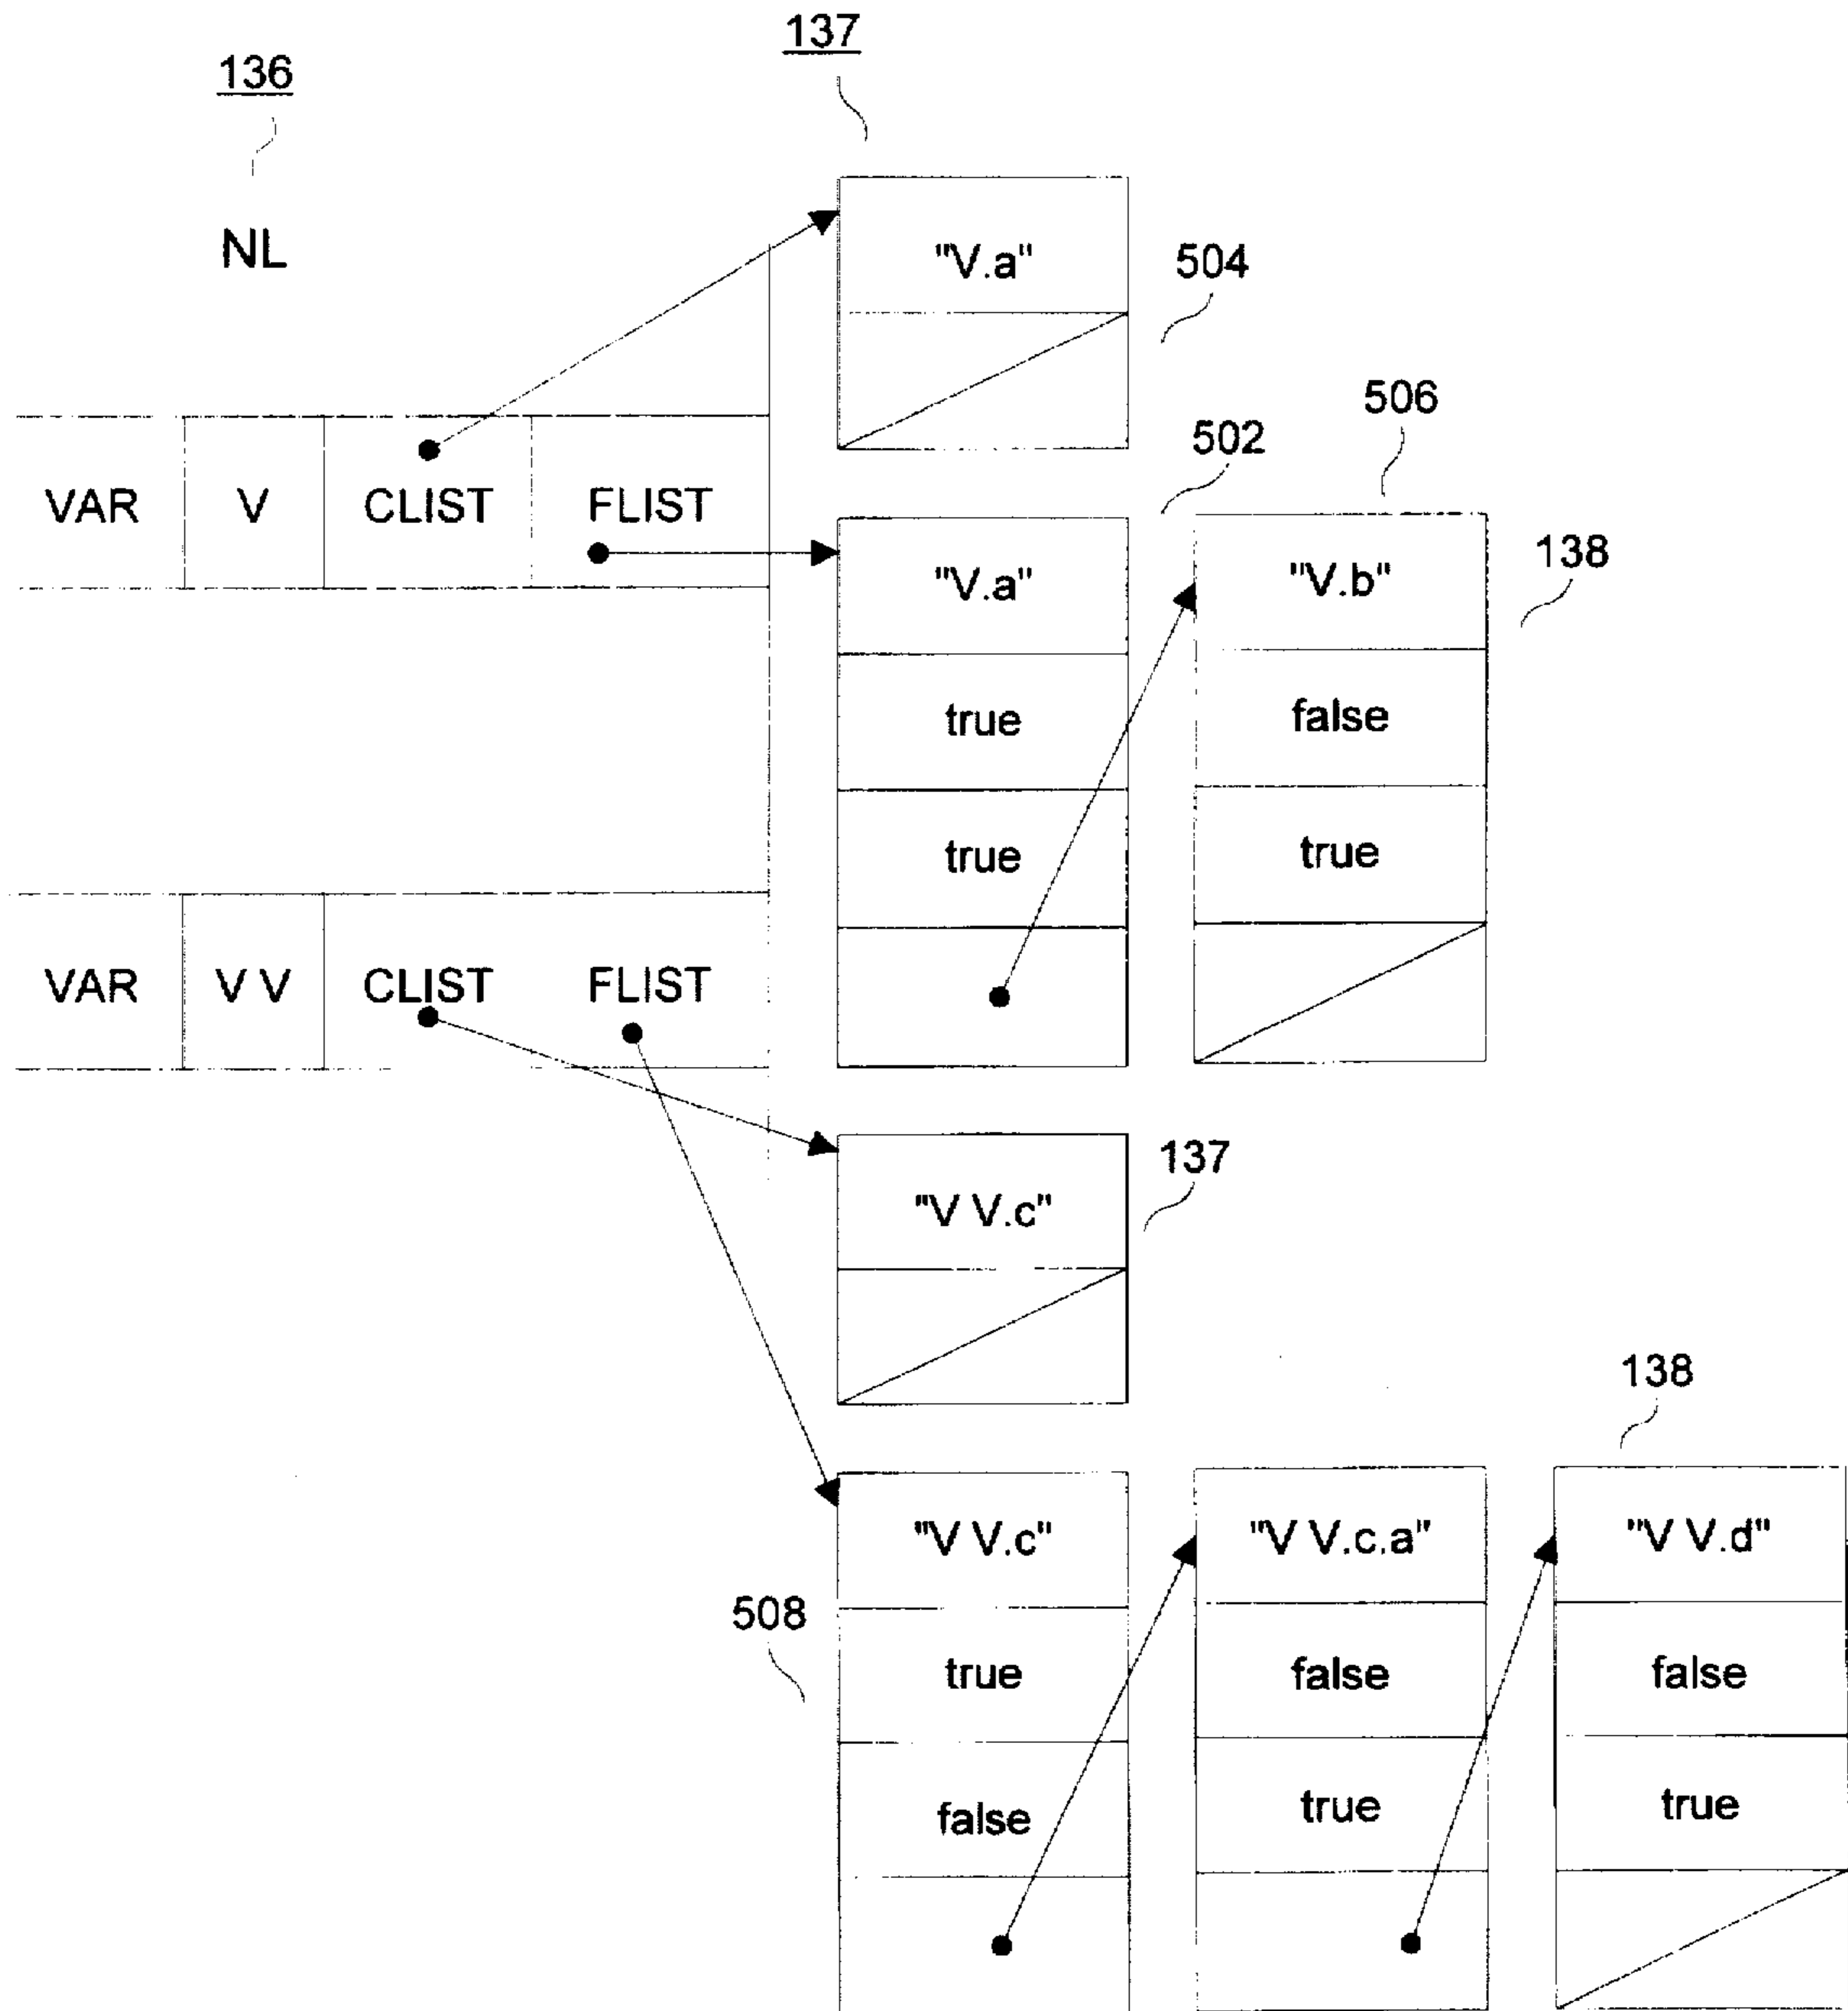 137
136
NL
"V.a"
504
506
502
VAR V CLIST FLIST
"V.a"
"V.b"
138
true
false
true
true
VAR V V CLIST FLIST
"V V.c"
137
138
"V V.c"
"V V.c.a"
"V V.d"
508
true
false
false
false
true
true